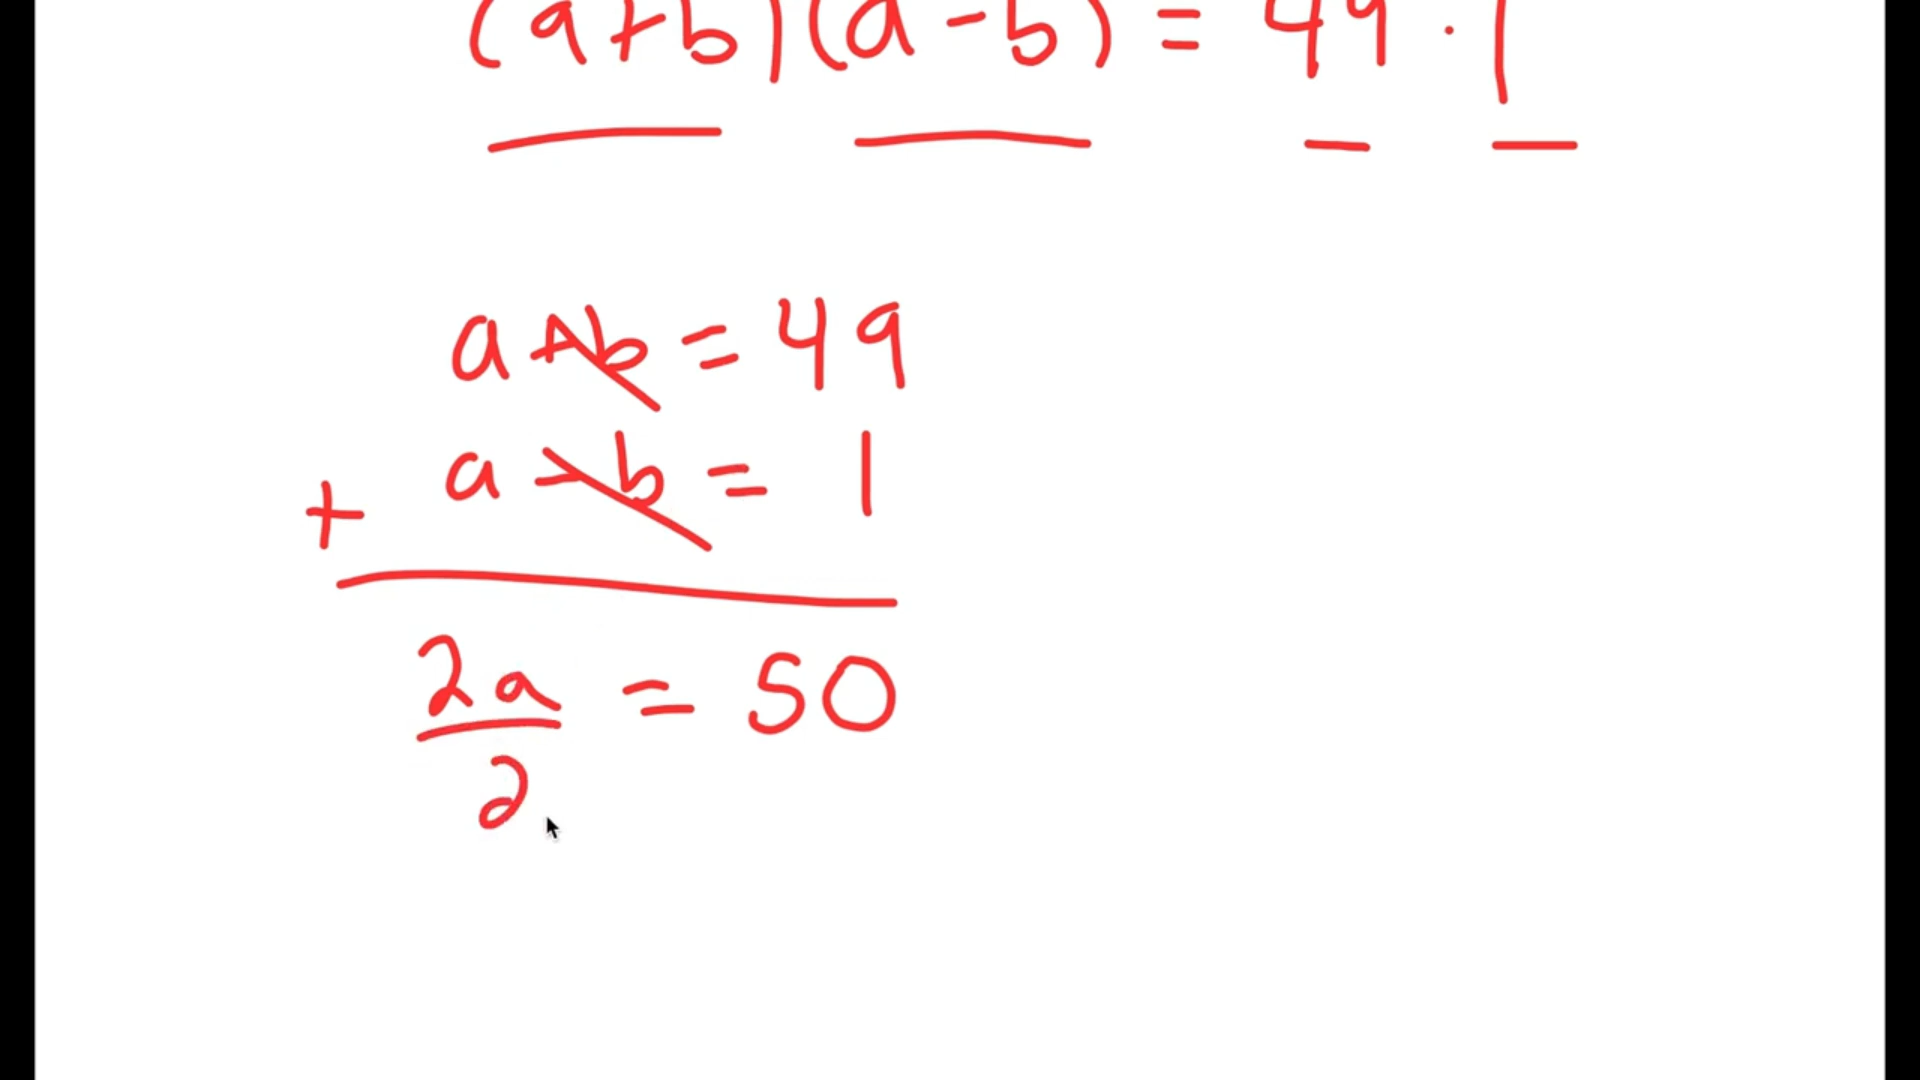 (a+b)(a-b) = 49 · 1
a+b = 49
+ a-b = 1
2a = 50
2